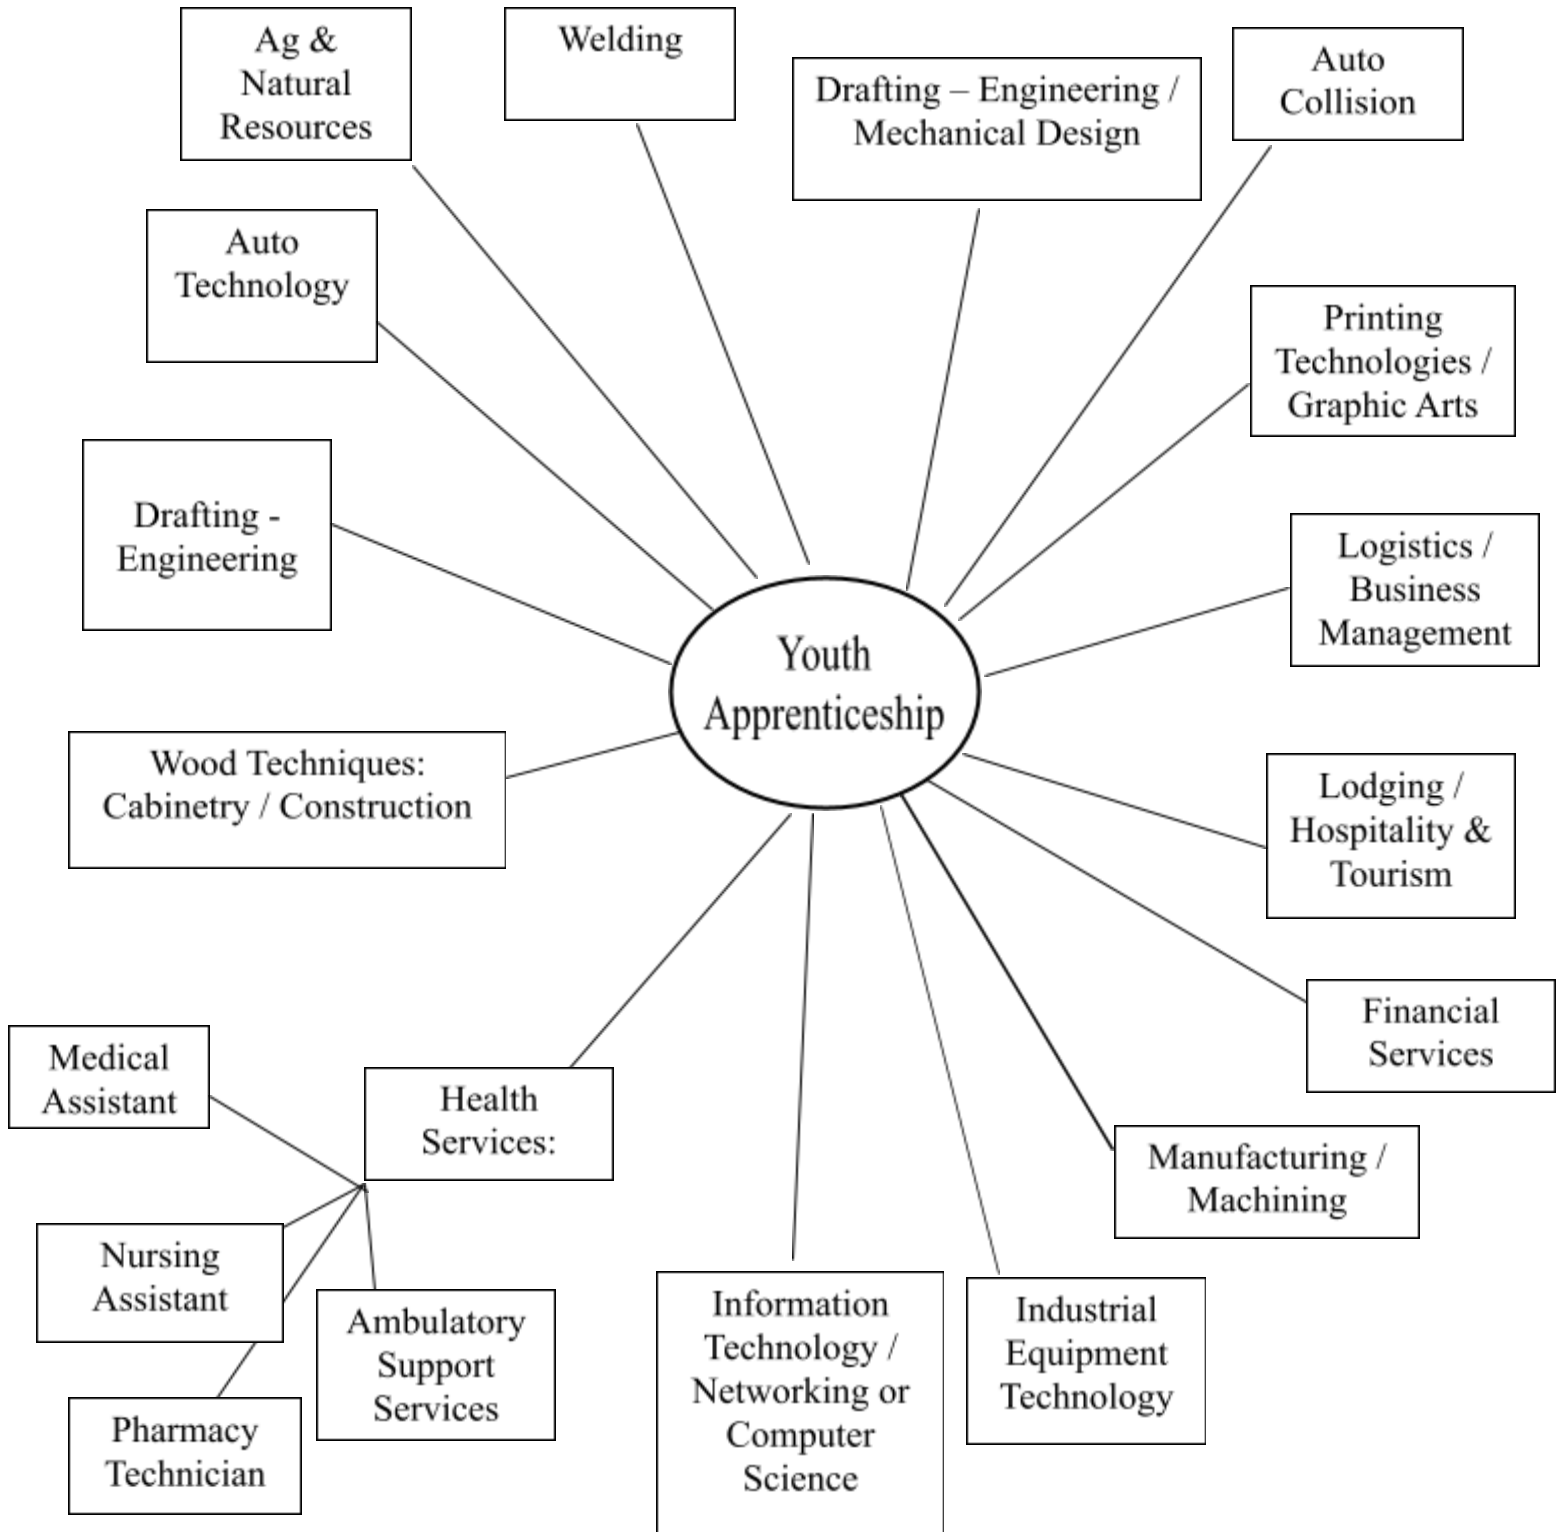 Ag &
Natural
Resources
Welding
Drafting – Engineering /
Mechanical Design
Auto
Collision
Auto
Technology
Printing
Technologies /
Graphic Arts
Drafting -
Engineering
Logistics /
Business
Management
Youth
Apprenticeship
Wood Techniques:
Cabinetry / Construction
Lodging /
Hospitality &
Tourism
Financial
Services
Medical
Assistant
Health
Services:
Manufacturing /
Machining
Nursing
Assistant
Ambulatory
Support
Services
Pharmacy
Technician
Information
Technology /
Networking or
Computer
Science
Industrial
Equipment
Technology